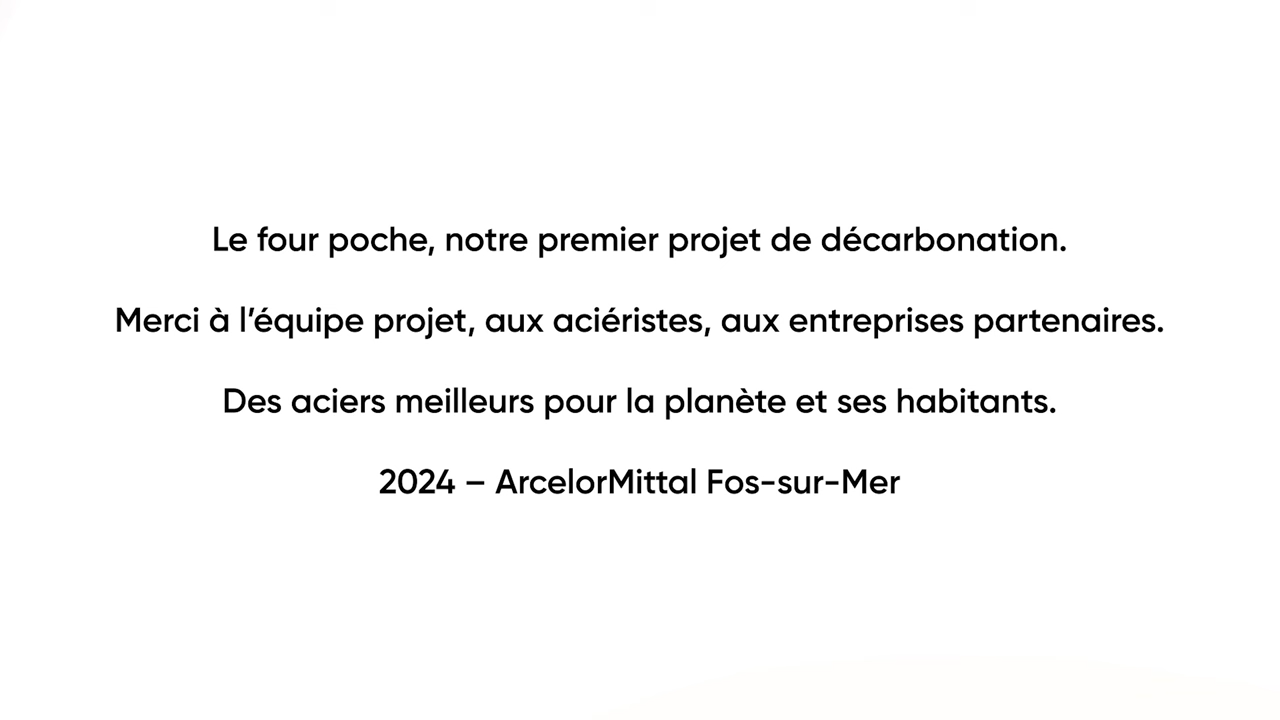 Le four poche, notre premier projet de décarbonation.
Merci à l’équipe projet, aux aciéristes, aux entreprises partenaires.
Des aciers meilleurs pour la planète et ses habitants.
2024 – ArcelorMittal Fos-sur-Mer